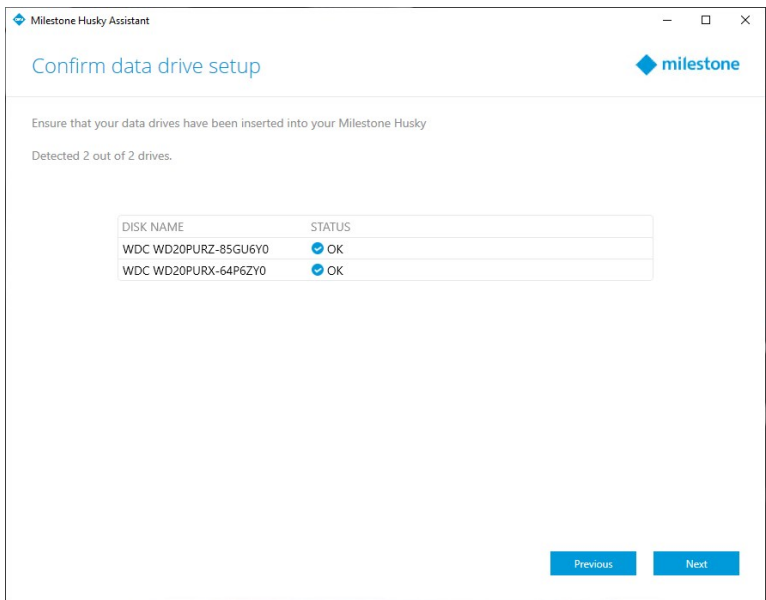 Milestone Husky Assistant
Confirm data drive setup
milestone
Ensure that your data drives have been inserted into your Milestone Husky
Detected 2 out of 2 drives.
DISK NAME STATUS
WDC WD20PURZ-85GU6Y0 OK
WDC WD20PURX-64P6ZY0 OK
Previous Next